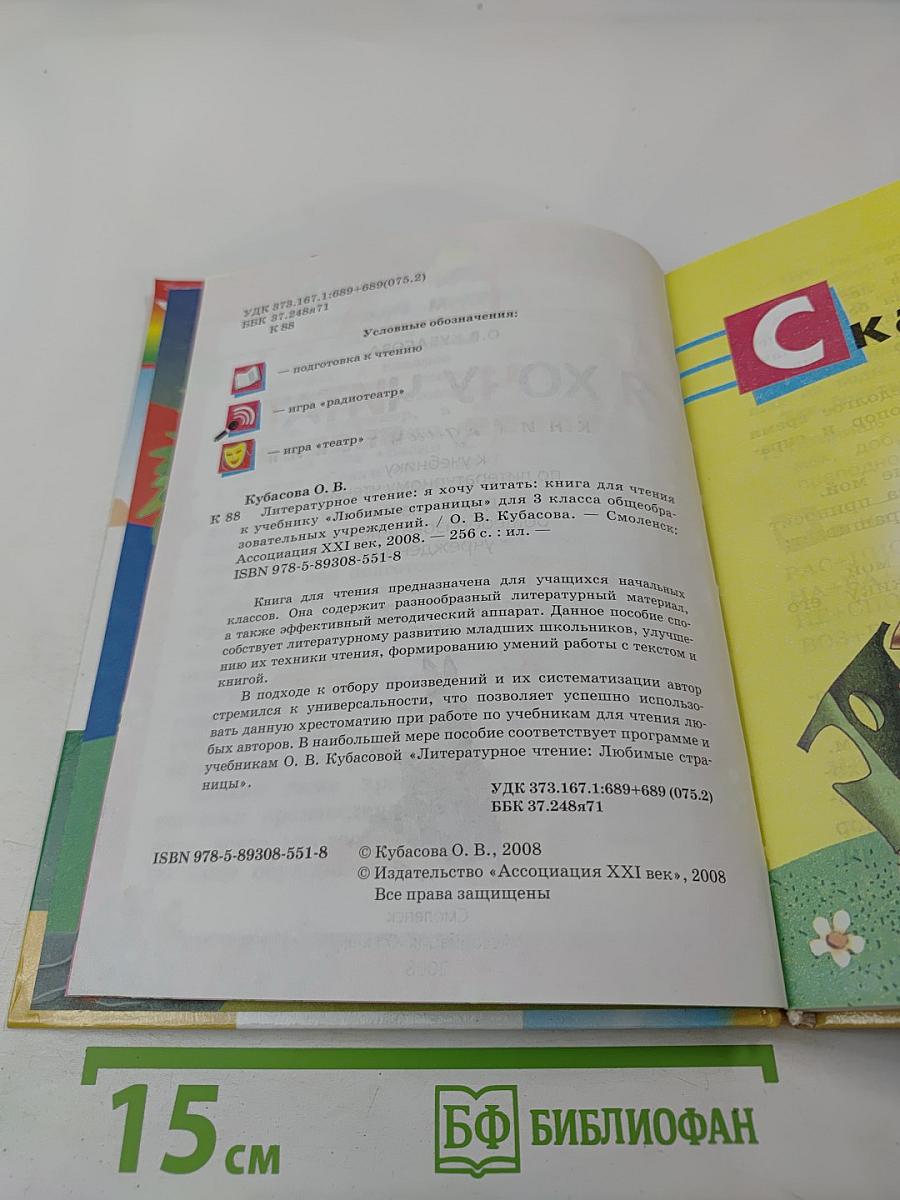 УДК 373.167.1:689+689(075.2)
ББК 37.248я71
К 88
Условные обозначения:
— подготовка к чтению
— игра «радиотеатр»
— игра «театр»
Кубасова О. В.
К 88 Литературное чтение: я хочу читать: книга для чтения
к учебнику «Любимые страницы» для 3 класса общеобра-
зовательных учреждений. / О. В. Кубасова. — Смоленск:
Ассоциация XXI век, 2008. — 256 с. : ил. —
ISBN 978-5-89308-551-8
Книга для чтения предназначена для учащихся начальных
классов. Она содержит разнообразный литературный материал,
а также эффективный методический аппарат. Данное пособие спо-
собствует литературному развитию младших школьников, улучше-
нию их техники чтения, формированию умений работы с текстом и
книгой.
В подходе к отбору произведений и их систематизации автор
стремился к универсальности, что позволяет успешно использо-
вать данную хрестоматию при работе по учебникам для чтения лю-
бых авторов. В наибольшей мере пособие соответствует программе и
учебникам О. В. Кубасовой «Литературное чтение: Любимые стра-
ницы».
УДК 373.167.1:689+689 (075.2)
ББК 37.248я71
ISBN 978-5-89308-551-8
© Кубасова О. В., 2008
© Издательство «Ассоциация XXI век», 2008
Все права защищены
Ска
15 см
БФ БИБЛИОФАН